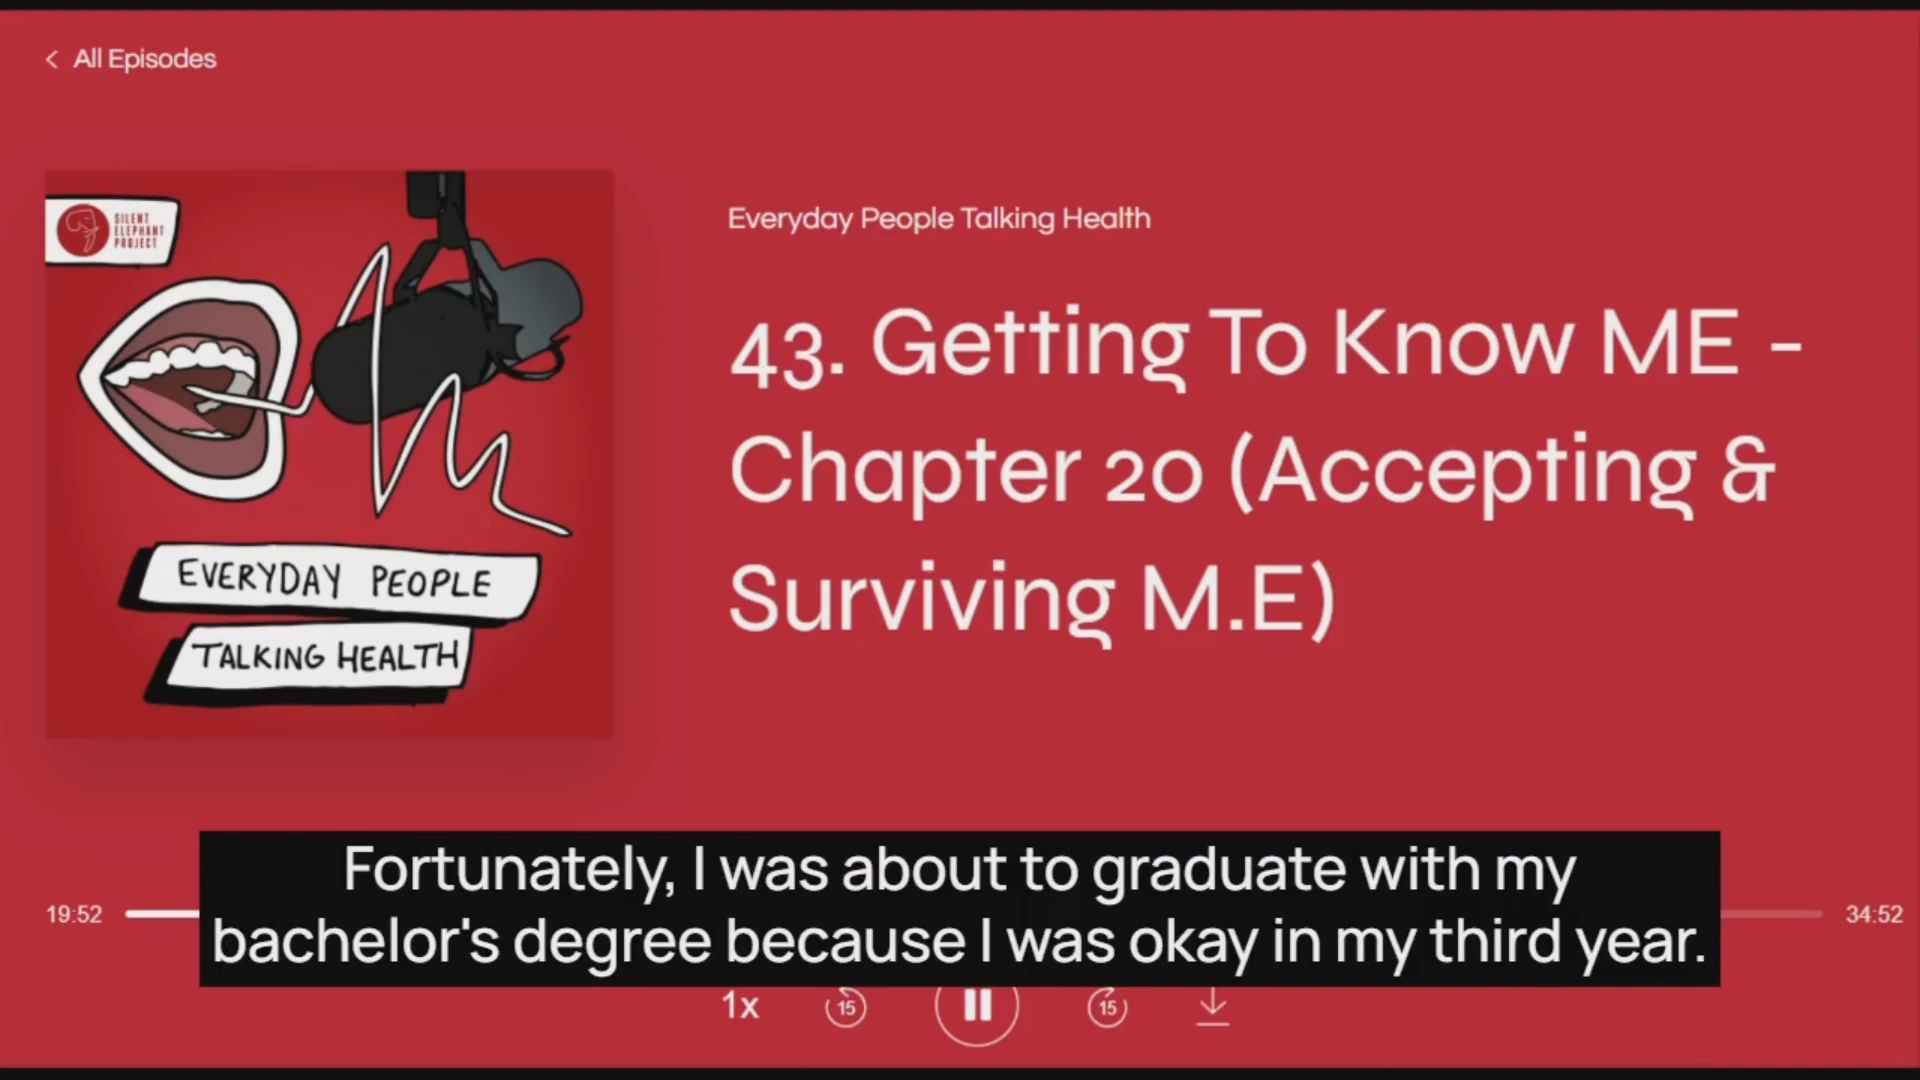 All Episodes
SILENT
ELEPHANT
PROJECT
EVERYDAY PEOPLE
TALKING HEALTH
Everyday People Talking Health
43. Getting To Know ME -
Chapter 20 (Accepting &
Surviving M.E)
Fortunately, I was about to graduate with my
bachelor's degree because I was okay in my third year.
19:52
34:52
1x
15
15